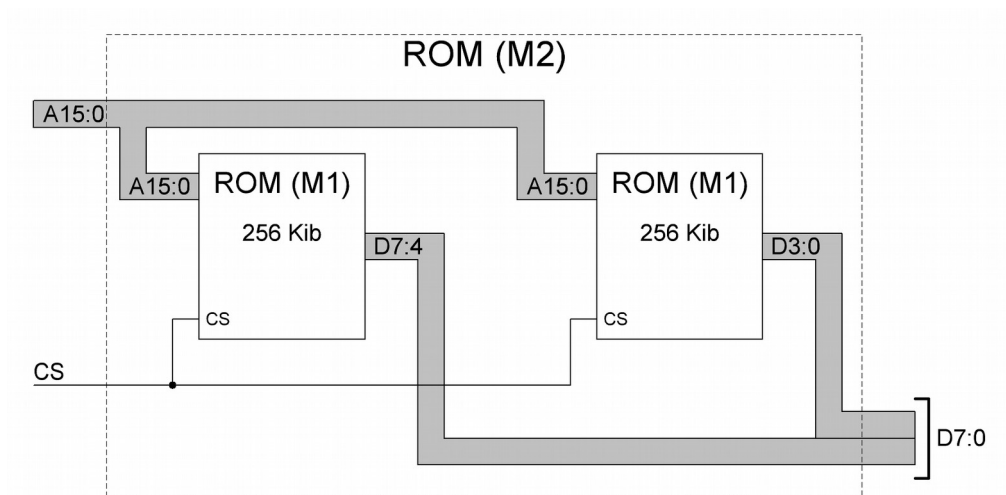 ROM (M2)
A15:0
A15:0
ROM (M1)
256 Kib
D7:4
CS
A15:0
ROM (M1)
256 Kib
D3:0
CS
CS
D7:0